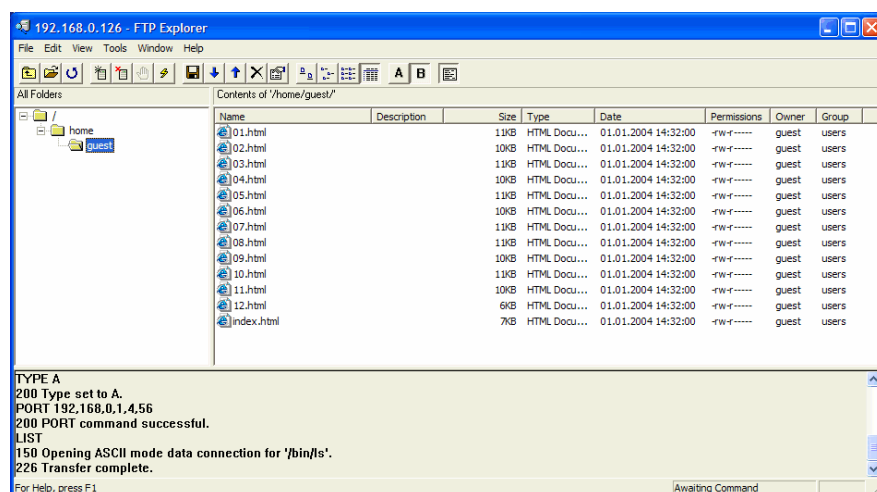 192.168.0.126 - FTP Explorer
File Edit View Tools Window Help
A B
All Folders
Contents of '/home/guest/'
/
home
guest
Name Description Size Type Date Permissions Owner Group
01.html 11KB HTML Docu... 01.01.2004 14:32:00 -rw-r----- guest users
02.html 10KB HTML Docu... 01.01.2004 14:32:00 -rw-r----- guest users
03.html 11KB HTML Docu... 01.01.2004 14:32:00 -rw-r----- guest users
04.html 10KB HTML Docu... 01.01.2004 14:32:00 -rw-r----- guest users
05.html 11KB HTML Docu... 01.01.2004 14:32:00 -rw-r----- guest users
06.html 10KB HTML Docu... 01.01.2004 14:32:00 -rw-r----- guest users
07.html 11KB HTML Docu... 01.01.2004 14:32:00 -rw-r----- guest users
08.html 11KB HTML Docu... 01.01.2004 14:32:00 -rw-r----- guest users
09.html 10KB HTML Docu... 01.01.2004 14:32:00 -rw-r----- guest users
10.html 11KB HTML Docu... 01.01.2004 14:32:00 -rw-r----- guest users
11.html 10KB HTML Docu... 01.01.2004 14:32:00 -rw-r----- guest users
12.html 6KB HTML Docu... 01.01.2004 14:32:00 -rw-r----- guest users
index.html 7KB HTML Docu... 01.01.2004 14:32:00 -rw-r----- guest users
TYPE A
200 Type set to A.
PORT 192,168,0,1,4,56
200 PORT command successful.
LIST
150 Opening ASCII mode data connection for '/bin/ls'.
226 Transfer complete.
For Help, press F1
Awaiting Command